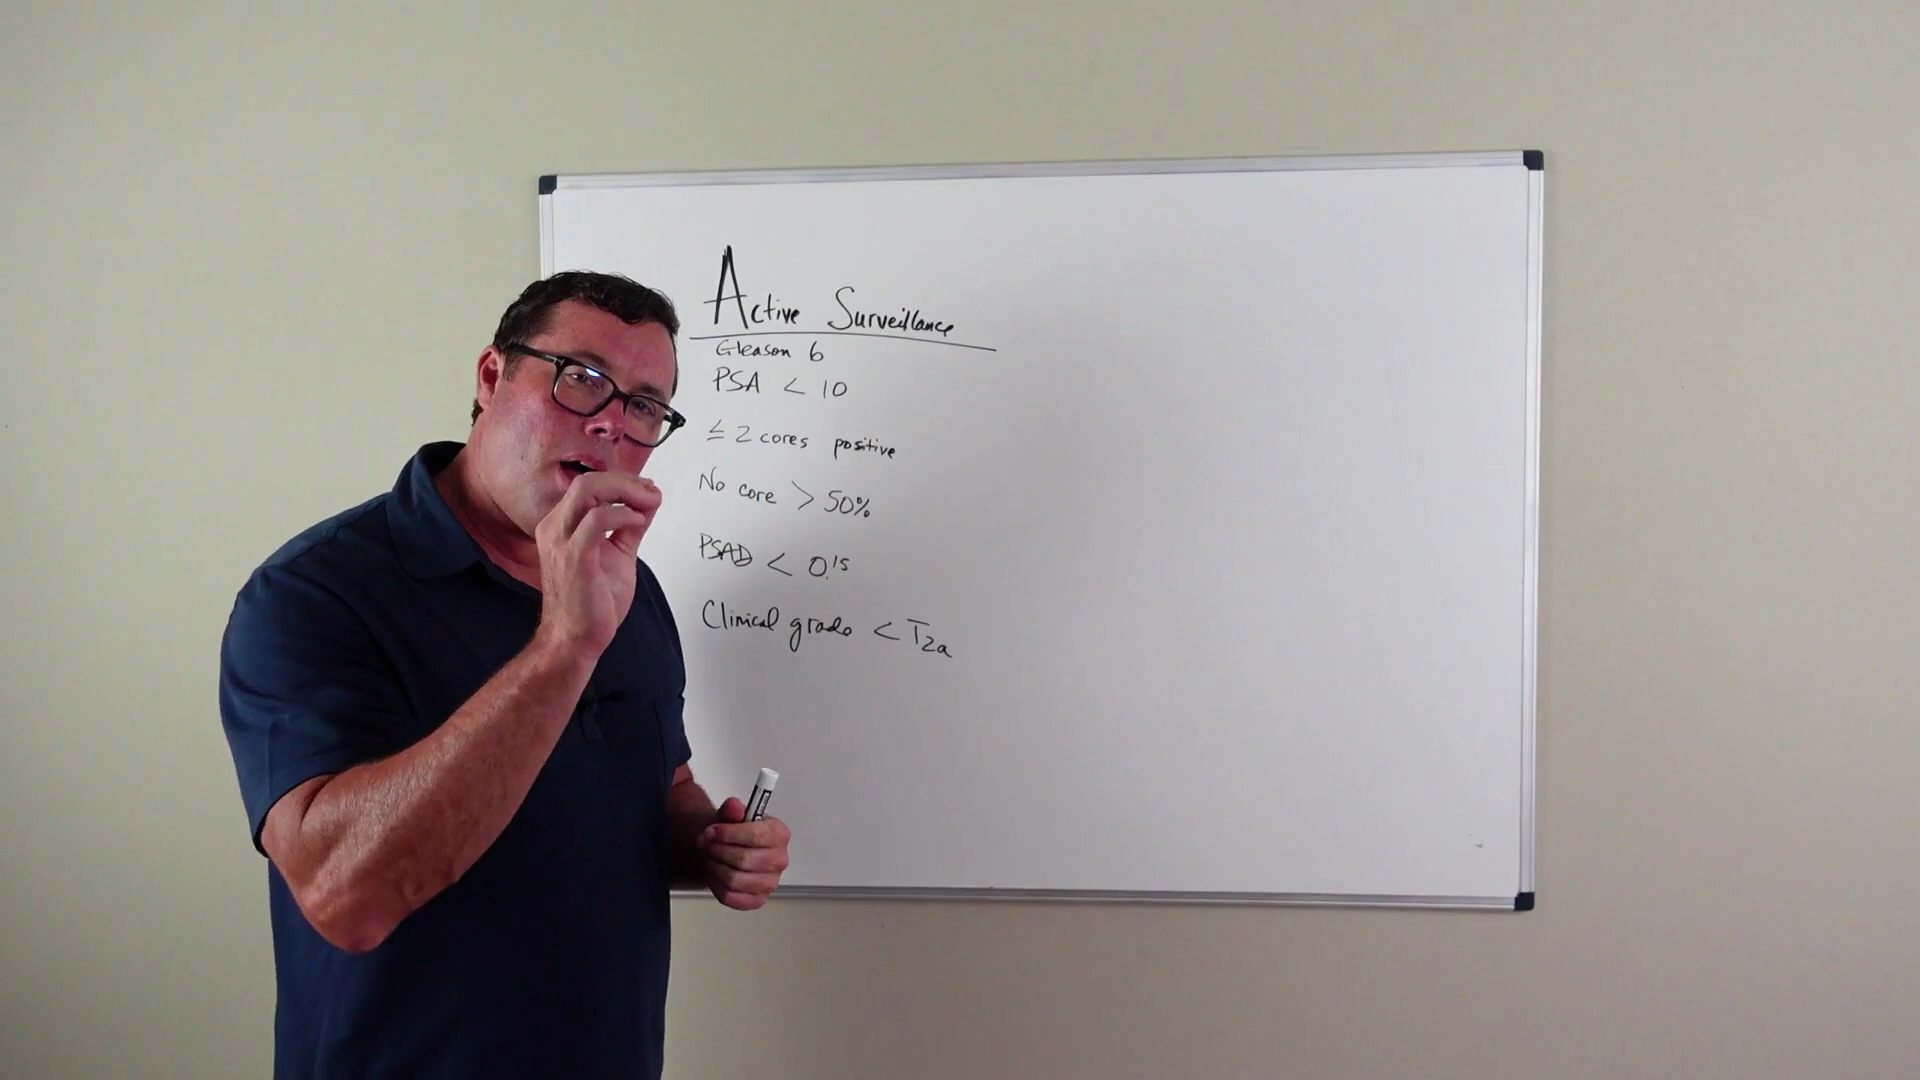 Active Surveillance
Gleason 6
PSA < 10
≤ 2 cores positive
No core > 50%
PSAD < 0.15
Clinical grade < T2a